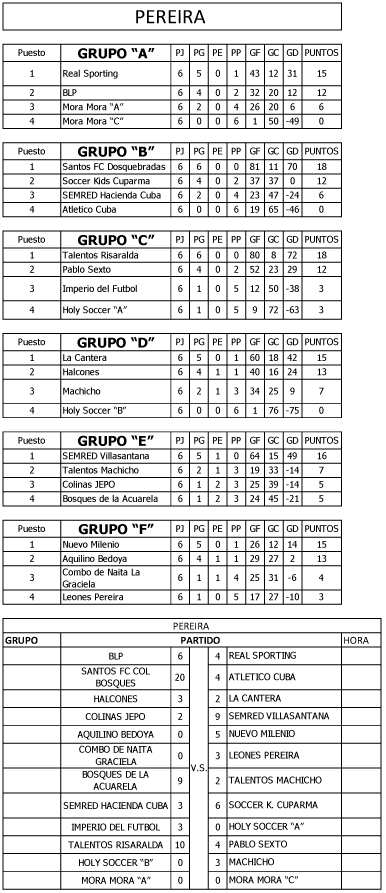 PEREIRA
Puesto GRUPO "A" PJ PG PE PP GF GC GD PUNTOS
1 Real Sporting 6 5 0 1 43 12 31 15
2 BLP 6 4 0 2 32 20 12 12
3 Mora Mora "A" 6 2 0 4 26 20 6 6
4 Mora Mora "C" 6 0 0 6 1 50 -49 0
Puesto GRUPO "B" PJ PG PE PP GF GC GD PUNTOS
1 Santos FC Dosquebradas 6 6 0 0 81 11 70 18
2 Soccer Kids Cuparma 6 4 0 2 37 37 0 12
3 SEMRED Hacienda Cuba 6 2 0 4 23 47 -24 6
4 Atletico Cuba 6 0 0 6 19 65 -46 0
Puesto GRUPO "C" PJ PG PE PP GF GC GD PUNTOS
1 Talentos Risaralda 6 6 0 0 80 8 72 18
2 Pablo Sexto 6 4 0 2 52 23 29 12
3 Imperio del Futbol 6 1 0 5 12 50 -38 3
4 Holy Soccer "A" 6 1 0 5 9 72 -63 3
Puesto GRUPO "D" PJ PG PE PP GF GC GD PUNTOS
1 La Cantera 6 5 0 1 60 18 42 15
2 Halcones 6 4 1 1 40 16 24 13
3 Machicho 6 2 1 3 34 25 9 7
4 Holy Soccer "B" 6 0 0 6 1 76 -75 0
Puesto GRUPO "E" PJ PG PE PP GF GC GD PUNTOS
1 SEMRED Villasantana 6 5 1 0 64 15 49 16
2 Talentos Machicho 6 2 1 3 19 33 -14 7
3 Colinas JEPO 6 1 2 3 25 39 -14 5
4 Bosques de la Acuarela 6 1 2 3 24 45 -21 5
Puesto GRUPO "F" PJ PG PE PP GF GC GD PUNTOS
1 Nuevo Milenio 6 5 0 1 26 12 14 15
2 Aquilino Bedoya 6 4 1 1 29 27 2 13
3 Combo de Naita La Graciela 6 1 1 4 25 31 -6 4
4 Leones Pereira 6 1 0 5 17 27 -10 3
PEREIRA
GRUPO PARTIDO HORA
BLP 6 4 REAL SPORTING
SANTOS FC COL BOSQUES 20 4 ATLETICO CUBA
HALCONES 3 2 LA CANTERA
COLINAS JEPO 2 9 SEMRED VILLASANTANA
AQUILINO BEDOYA 0 5 NUEVO MILENIO
COMBO DE NAITA GRACIELA 0 3 LEONES PEREIRA
V.S.
BOSQUES DE LA ACUARELA 9 2 TALENTOS MACHICHO
SEMRED HACIENDA CUBA 3 6 SOCCER K. CUPARMA
IMPERIO DEL FUTBOL 3 0 HOLY SOCCER "A"
TALENTOS RISARALDA 10 4 PABLO SEXTO
HOLY SOCCER "B" 0 3 MACHICHO
MORA MORA "A" 0 0 MORA MORA "C"